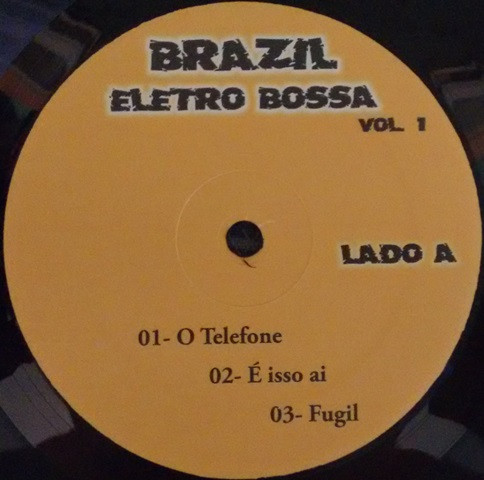 BRAZIL
ELETRO BOSSA
VOL. 1
LADO A
01- O Telefone
02- É isso ai
03- Fugil